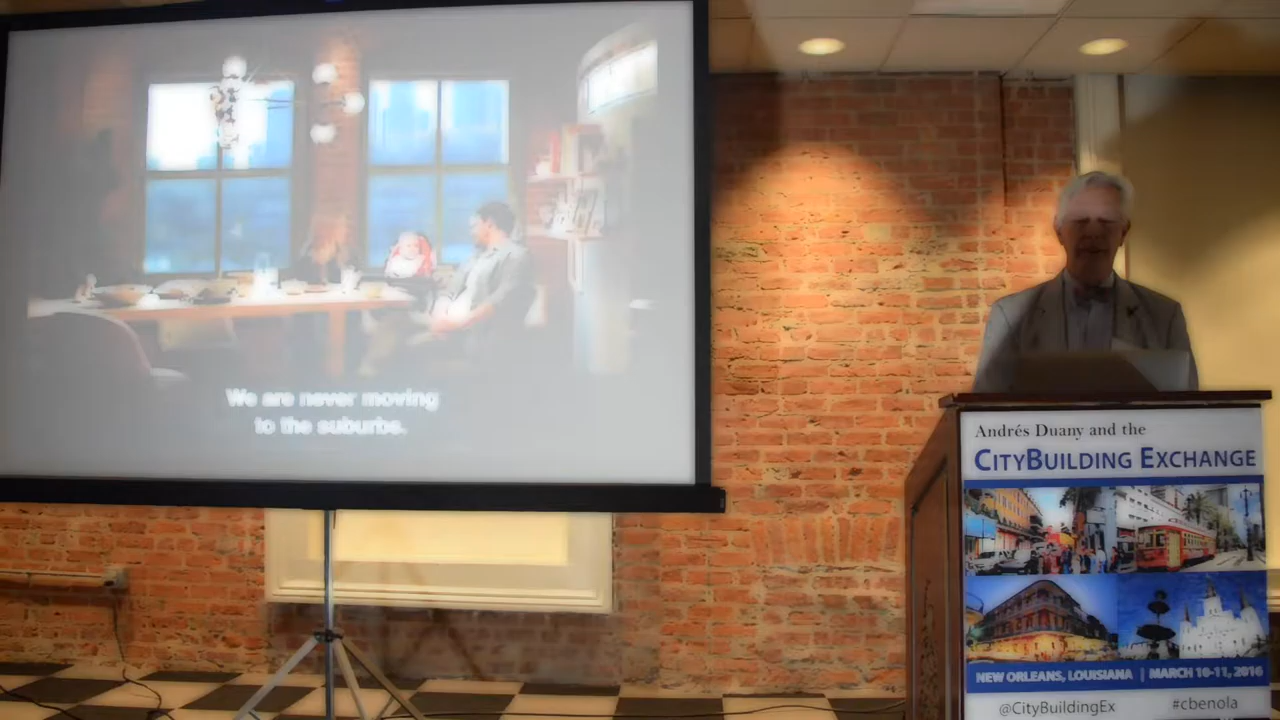 We are never moving
to the suburbs.
Andrés Duany and the
CITYBUILDING EXCHANGE
NEW ORLEANS, LOUISIANA | MARCH 10-11, 2016
@CityBuildingEx #cbenola